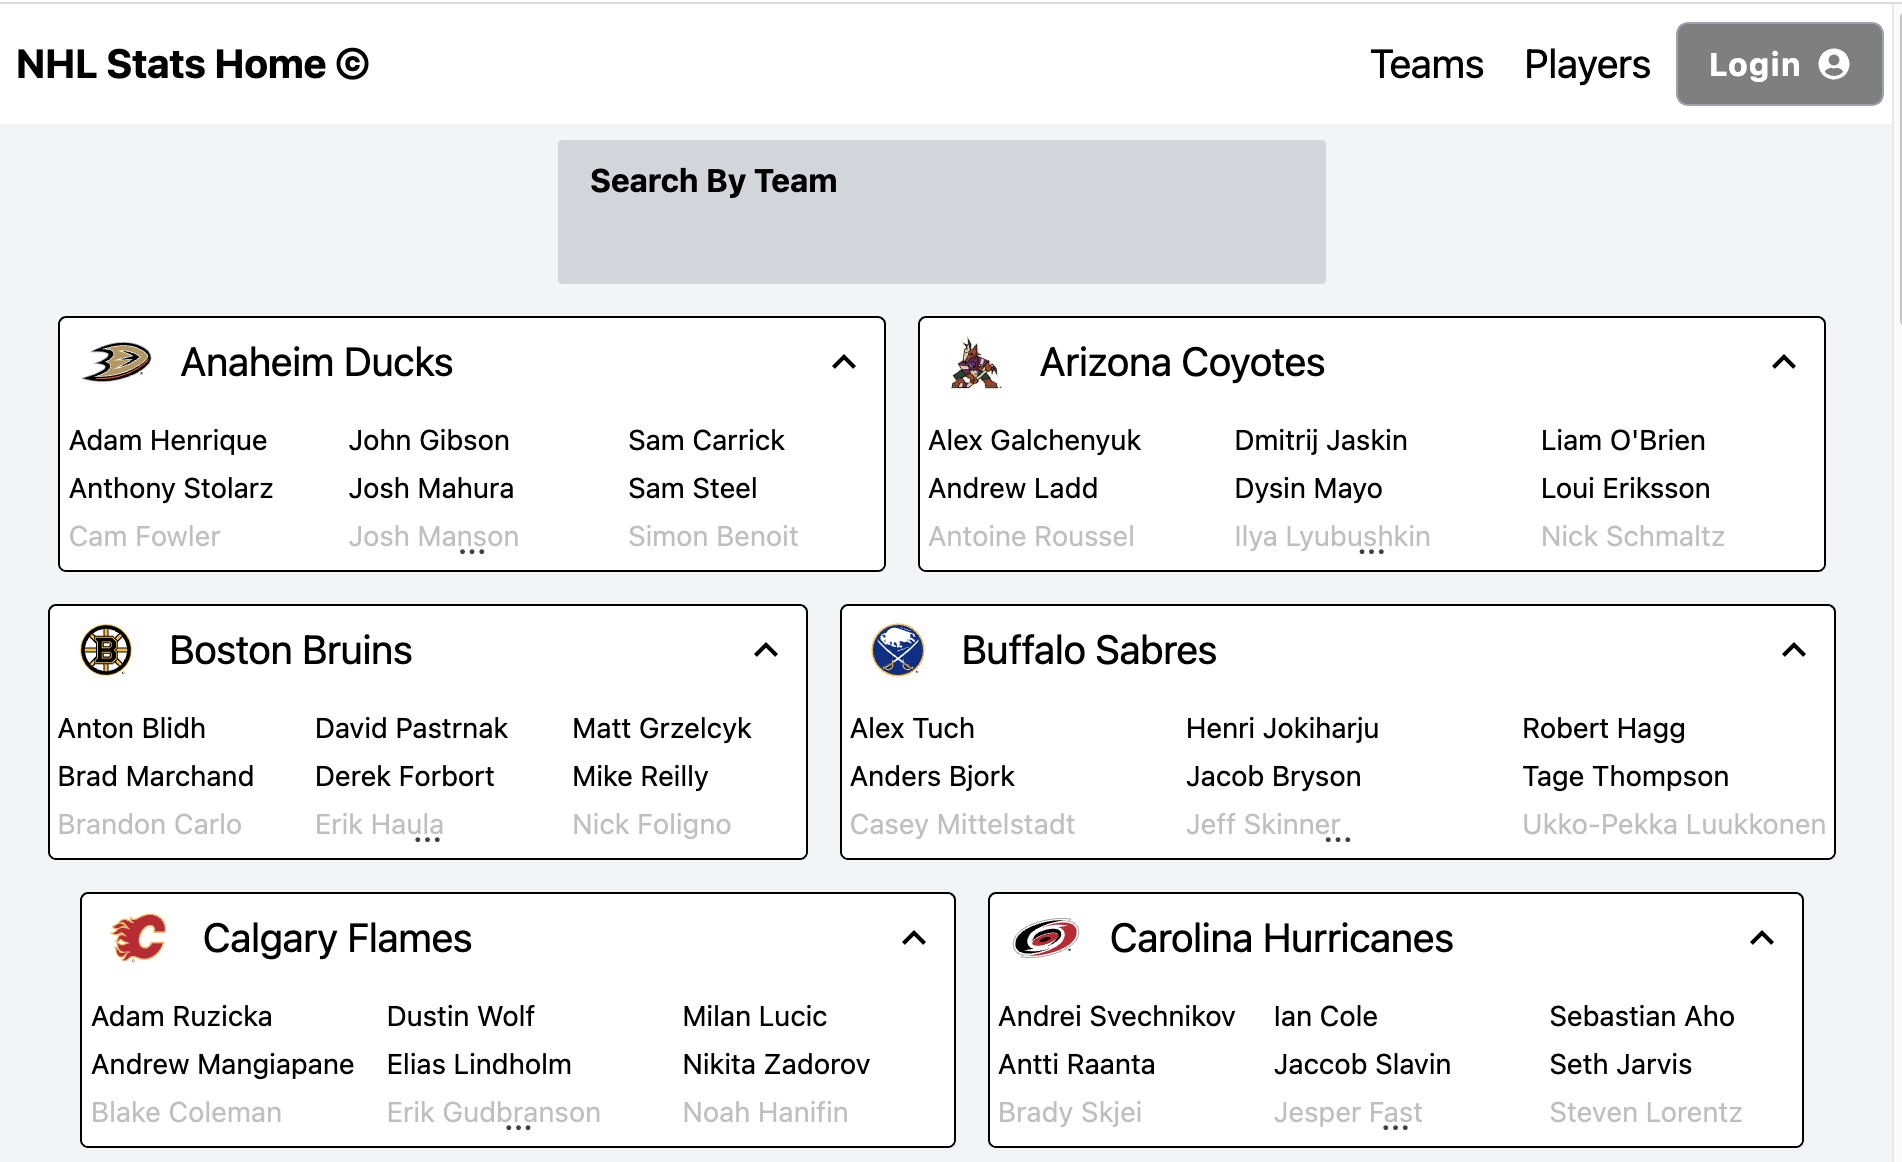 NHL Stats Home ©
Teams Players Login
Search By Team
Anaheim Ducks
Adam Henrique John Gibson Sam Carrick
Anthony Stolarz Josh Mahura Sam Steel
Cam Fowler Josh Manson Simon Benoit
...
Arizona Coyotes
Alex Galchenyuk Dmitrij Jaskin Liam O'Brien
Andrew Ladd Dysin Mayo Loui Eriksson
Antoine Roussel Ilya Lyubushkin Nick Schmaltz
...
Boston Bruins
Anton Blidh David Pastrnak Matt Grzelcyk
Brad Marchand Derek Forbort Mike Reilly
Brandon Carlo Erik Haula Nick Foligno
...
Buffalo Sabres
Alex Tuch Henri Jokiharju Robert Hagg
Anders Bjork Jacob Bryson Tage Thompson
Casey Mittelstadt Jeff Skinner Ukko-Pekka Luukkonen
...
Calgary Flames
Adam Ruzicka Dustin Wolf Milan Lucic
Andrew Mangiapane Elias Lindholm Nikita Zadorov
Blake Coleman Erik Gudbranson Noah Hanifin
...
Carolina Hurricanes
Andrei Svechnikov Ian Cole Sebastian Aho
Antti Raanta Jaccob Slavin Seth Jarvis
Brady Skjei Jesper Fast Steven Lorentz
...